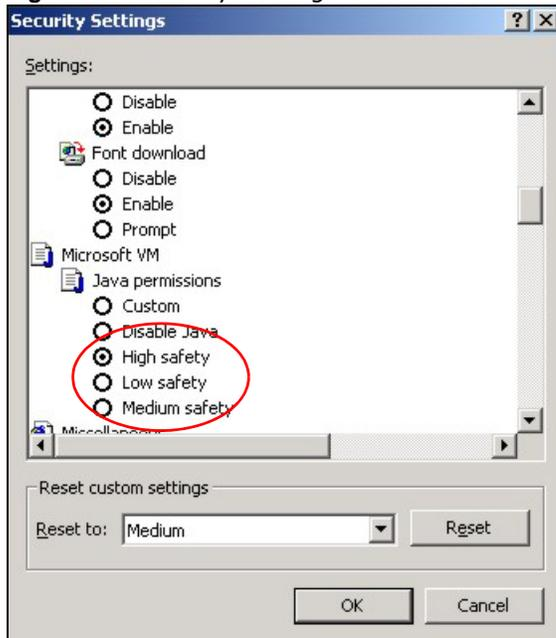 Security Settings
Settings:
Disable
Enable
Font download
Disable
Enable
Prompt
Microsoft VM
Java permissions
Custom
Disable Java
High safety
Low safety
Medium safety
Miscellaneous
Reset custom settings
Reset to: Medium Reset
OK Cancel